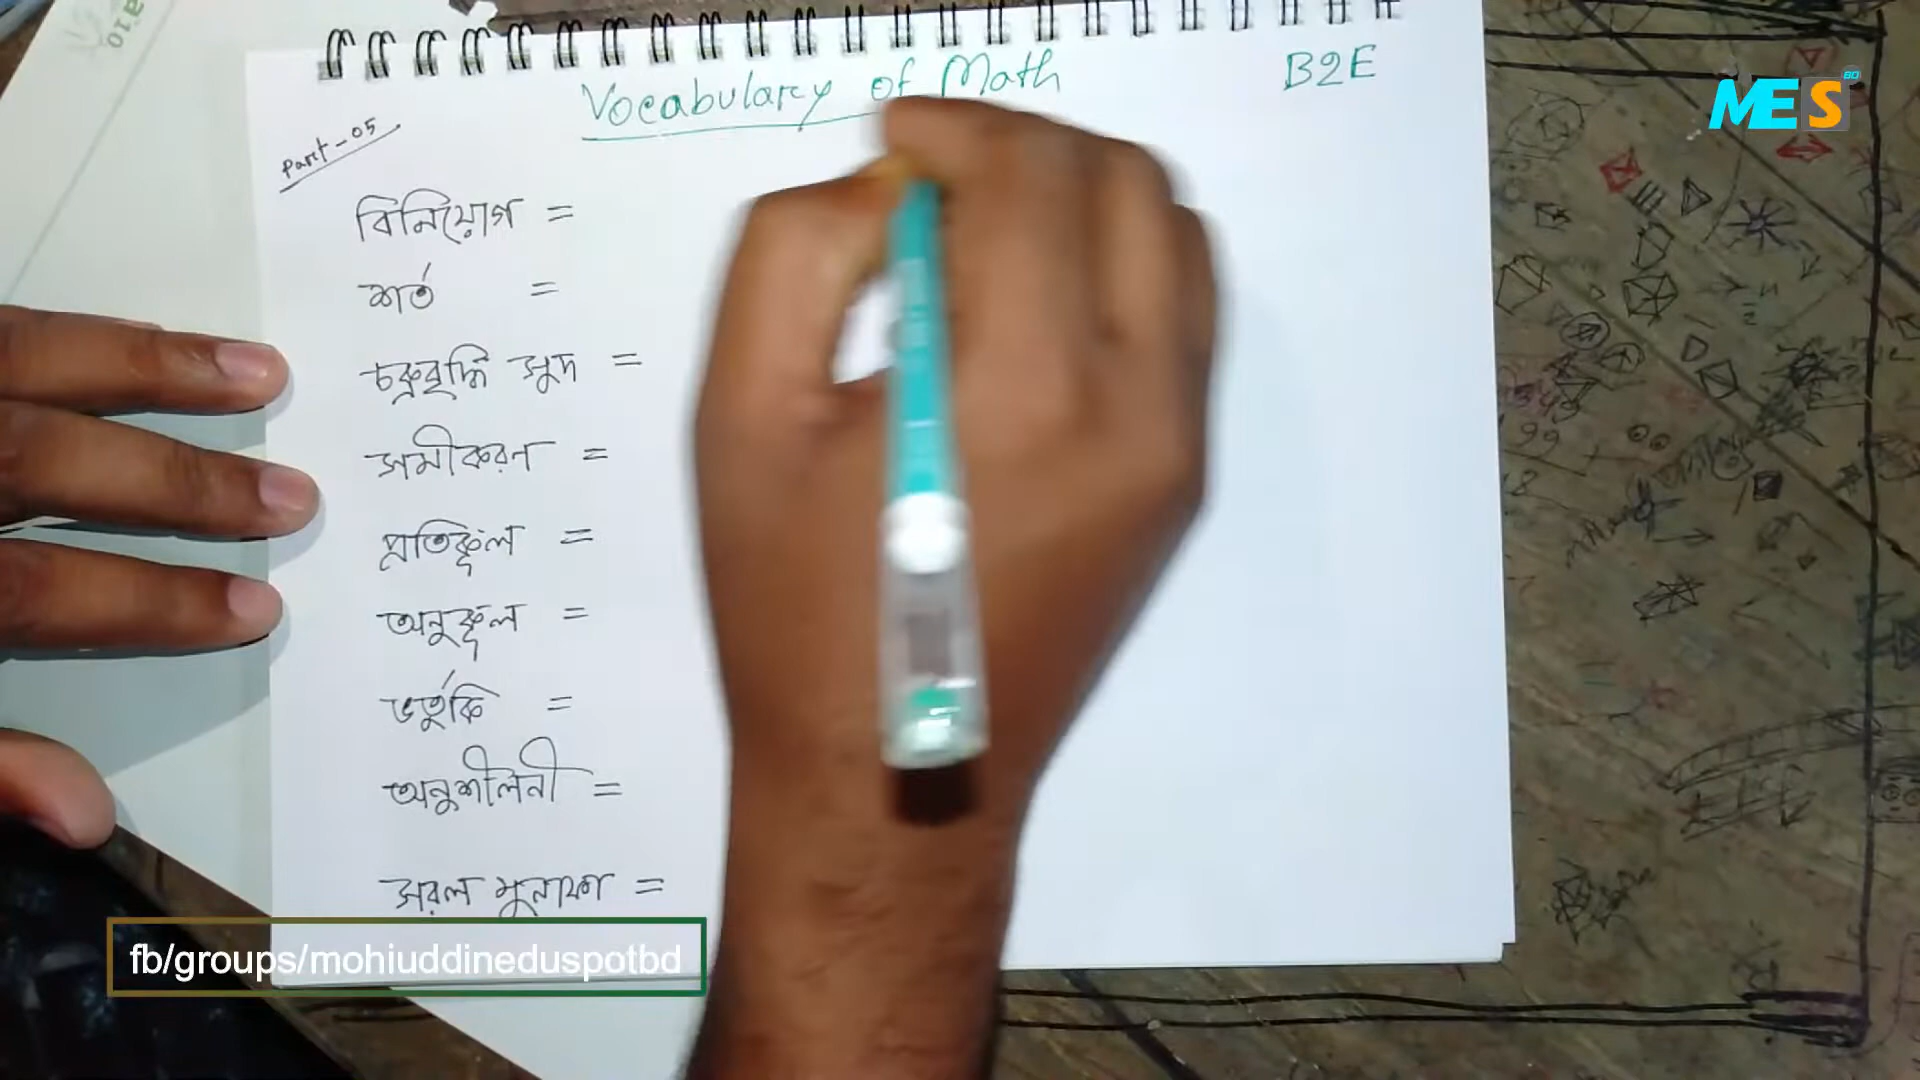 Vocabulary of Math
B2E
MES BD
Part-05
বিনিয়োগ =
শর্ত =
চক্রবৃদ্ধি সুদ =
সমীকরণ =
প্রতিকূল =
অনুকূল =
ভর্তুকি =
অনুশীলনী =
সরল মুনাফা =
fb/groups/mohiuddineduspotbd